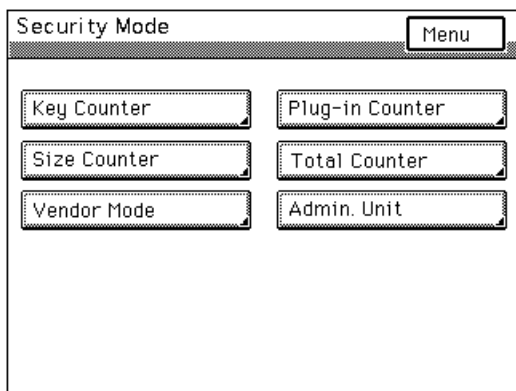 Security Mode
Menu
Key Counter
Plug-in Counter
Size Counter
Total Counter
Vendor Mode
Admin. Unit